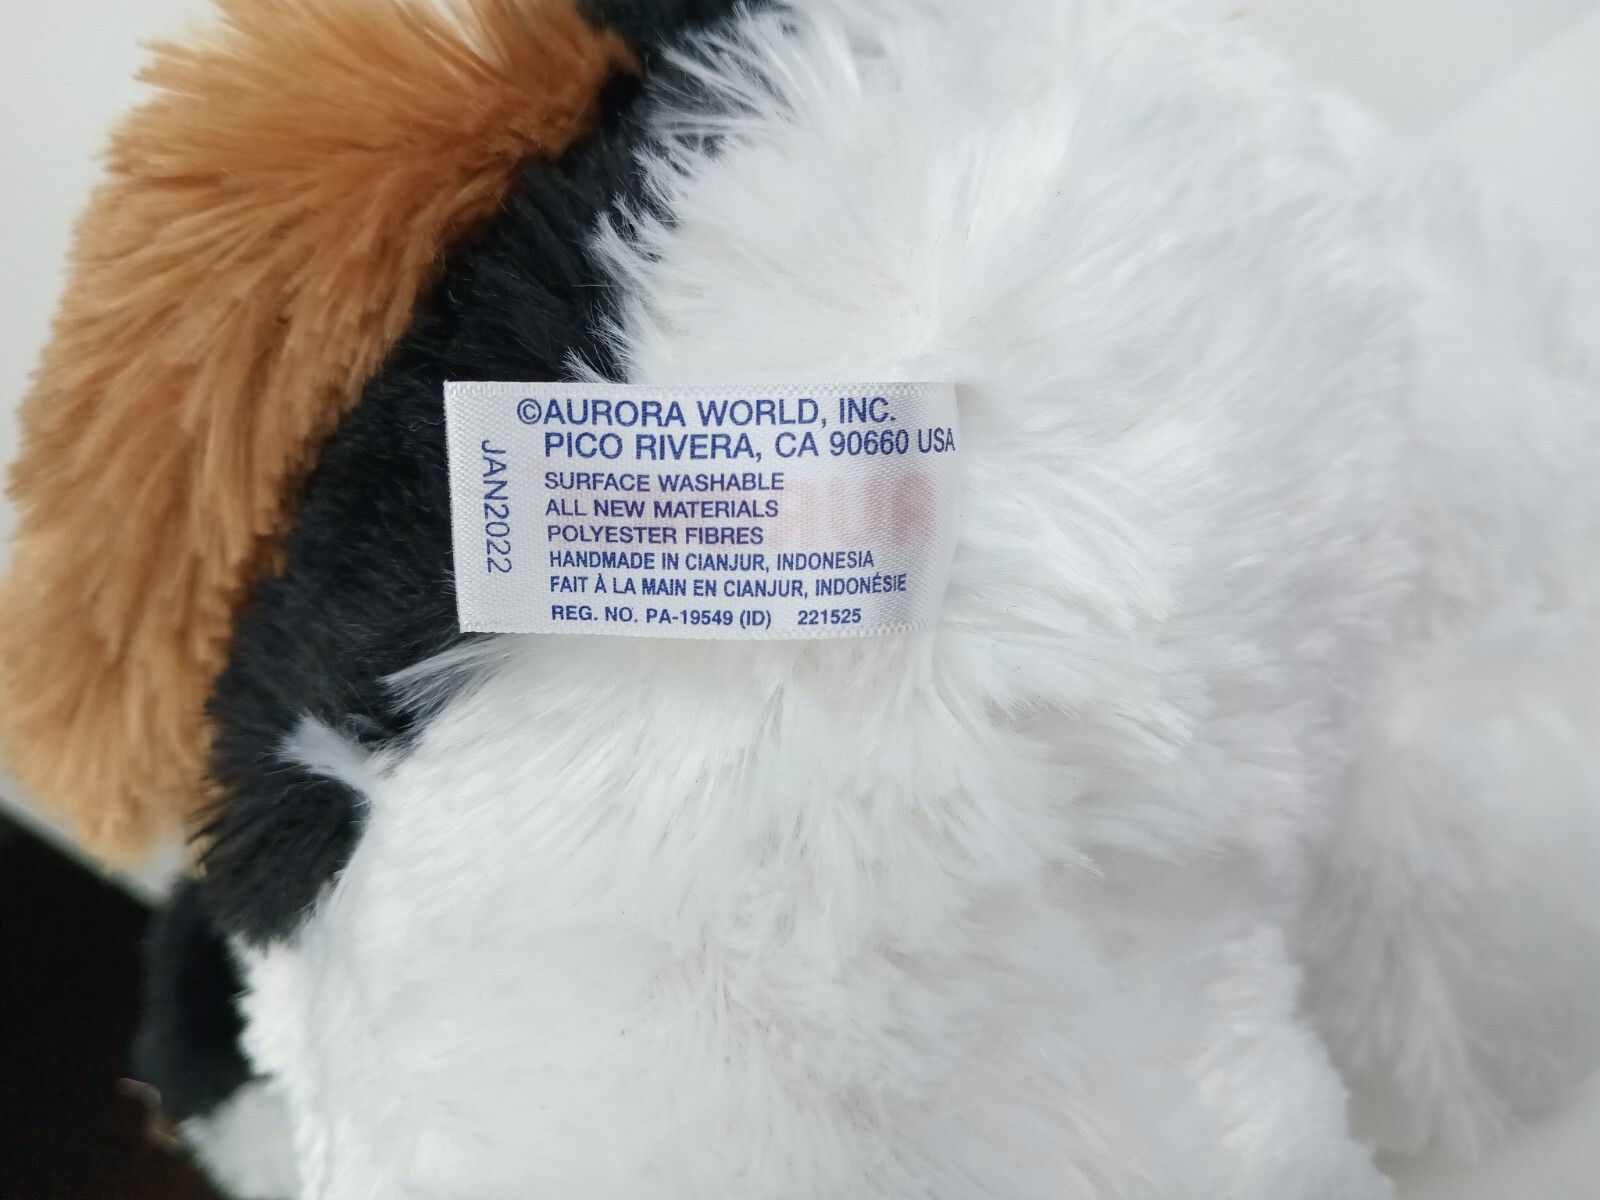 ©AURORA WORLD, INC.
PICO RIVERA, CA 90660 USA
SURFACE WASHABLE
ALL NEW MATERIALS
POLYESTER FIBRES
HANDMADE IN CIANJUR, INDONESIA
FAIT À LA MAIN EN CIANJUR, INDONÉSIE
REG. NO. PA-19549 (ID) 221525
JAN2022